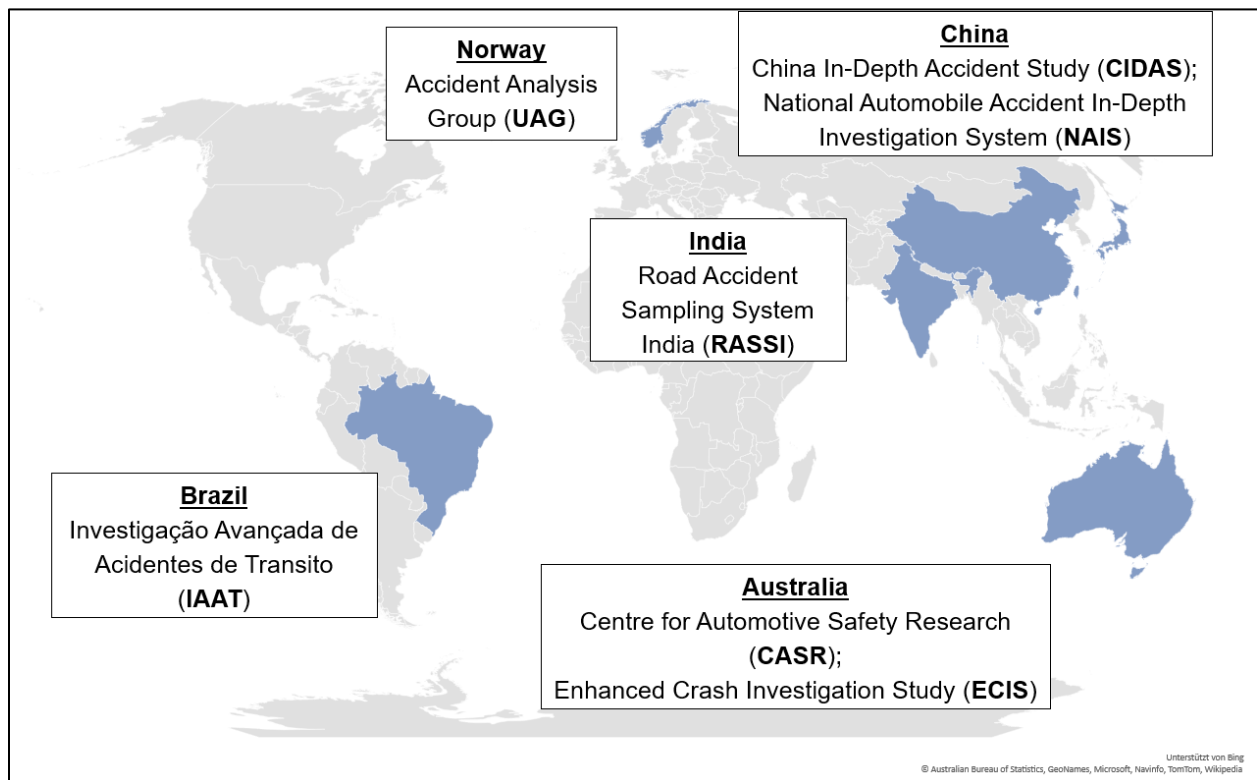 Norway
Accident Analysis
Group (UAG)
China
China In-Depth Accident Study (CIDAS);
National Automobile Accident In-Depth
Investigation System (NAIS)
India
Road Accident
Sampling System
India (RASSI)
Brazil
Investigação Avançada de
Acidentes de Transito
(IAAT)
Australia
Centre for Automotive Safety Research
(CASR);
Enhanced Crash Investigation Study (ECIS)
Unterstützt von Bing
© Australian Bureau of Statistics, GeoNames, Microsoft, Navinfo, TomTom, Wikipedia